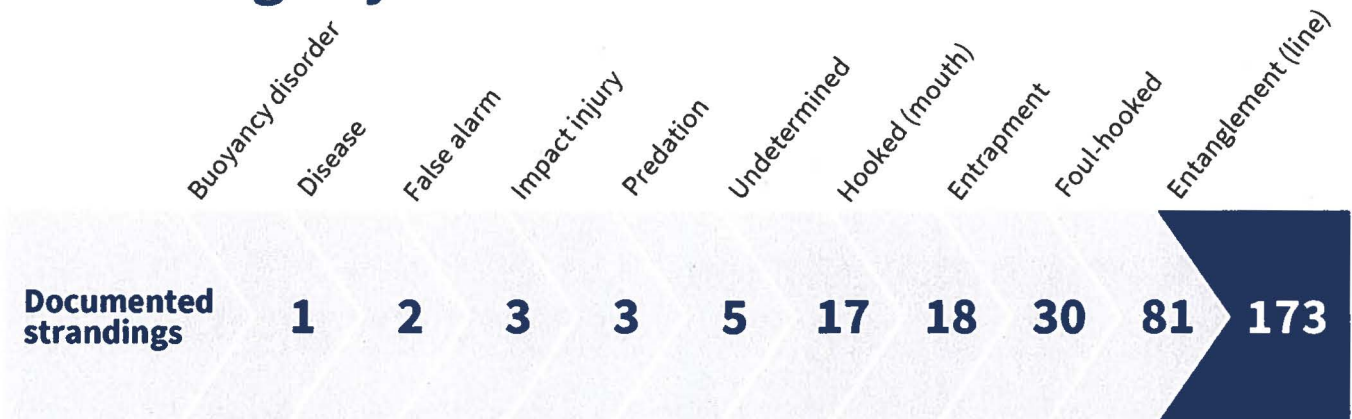 Buoyancy disorder
Disease
False alarm
Impact injury
Predation
Undetermined
Hooked (mouth)
Entrapment
Foul-hooked
Entanglement (line)
Documented
strandings
1
2
3
3
5
17
18
30
81
173